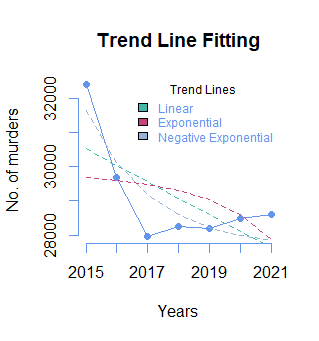 Trend Line Fitting
No. of murders
32000
30000
28000
Trend Lines
Linear
Exponential
Negative Exponential
2015 2017 2019 2021
Years